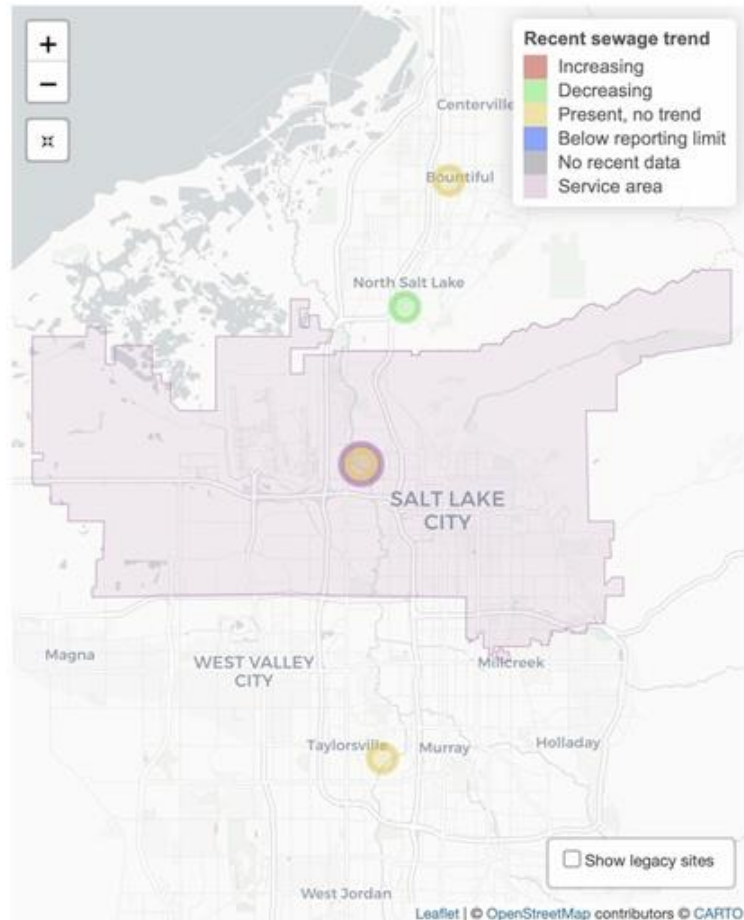 +
−
Recent sewage trend
Increasing
Decreasing
Present, no trend
Below reporting limit
No recent data
Service area
Centerville
Bountiful
North Salt Lake
SALT LAKE
CITY
Magna
WEST VALLEY
CITY
Millcreek
Taylorsville
Murray
Holladay
Show legacy sites
West Jordan
Leaflet | © OpenStreetMap contributors © CARTO